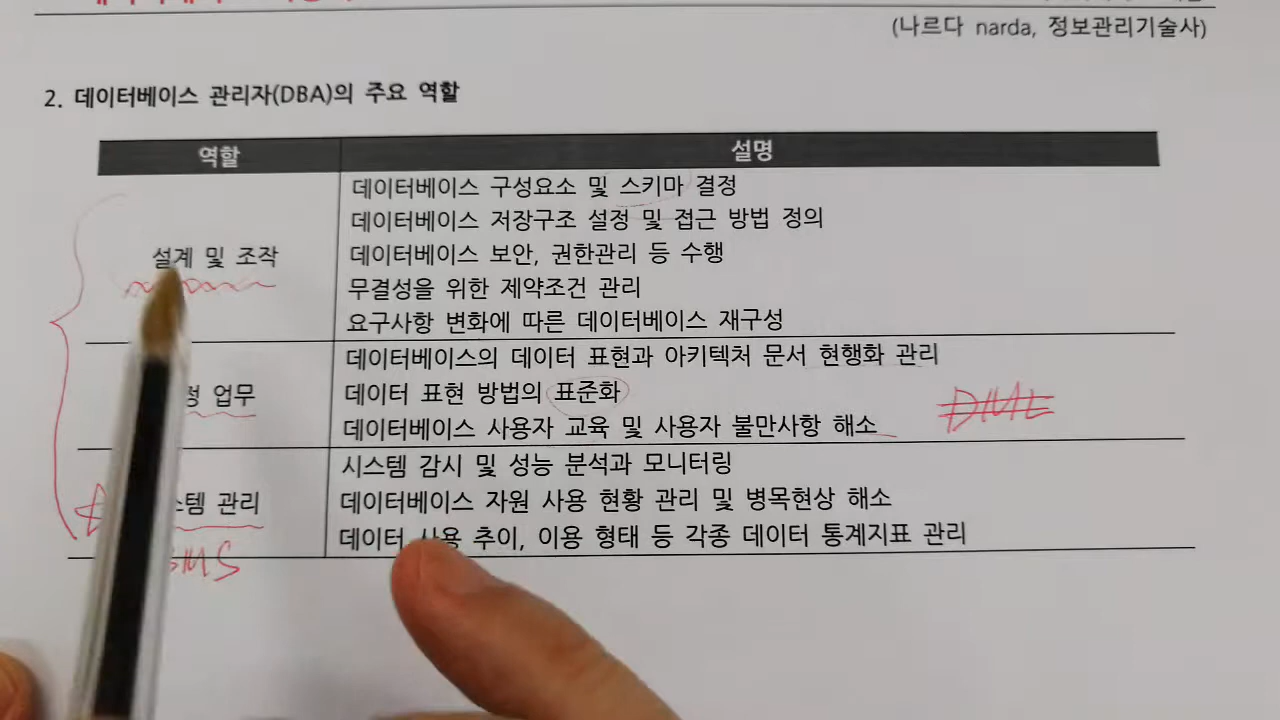 (나르다 narda, 정보관리기술사)
2. 데이터베이스 관리자(DBA)의 주요 역할
역할 설명
데이터베이스 구성요소 및 스키마 결정
데이터베이스 저장구조 설정 및 접근 방법 정의
설계 및 조작
데이터베이스 보안, 권한관리 등 수행
무결성을 위한 제약조건 관리
요구사항 변화에 따른 데이터베이스 재구성
데이터베이스의 데이터 표현과 아키텍처 문서 현행화 관리
업무
데이터 표현 방법의 표준화
DML
데이터베이스 사용자 교육 및 사용자 불만사항 해소
시스템 감시 및 성능 분석과 모니터링
관리
데이터베이스 자원 사용 현황 관리 및 병목현상 해소
데이터 사용 추이, 이용 형태 등 각종 데이터 통계지표 관리